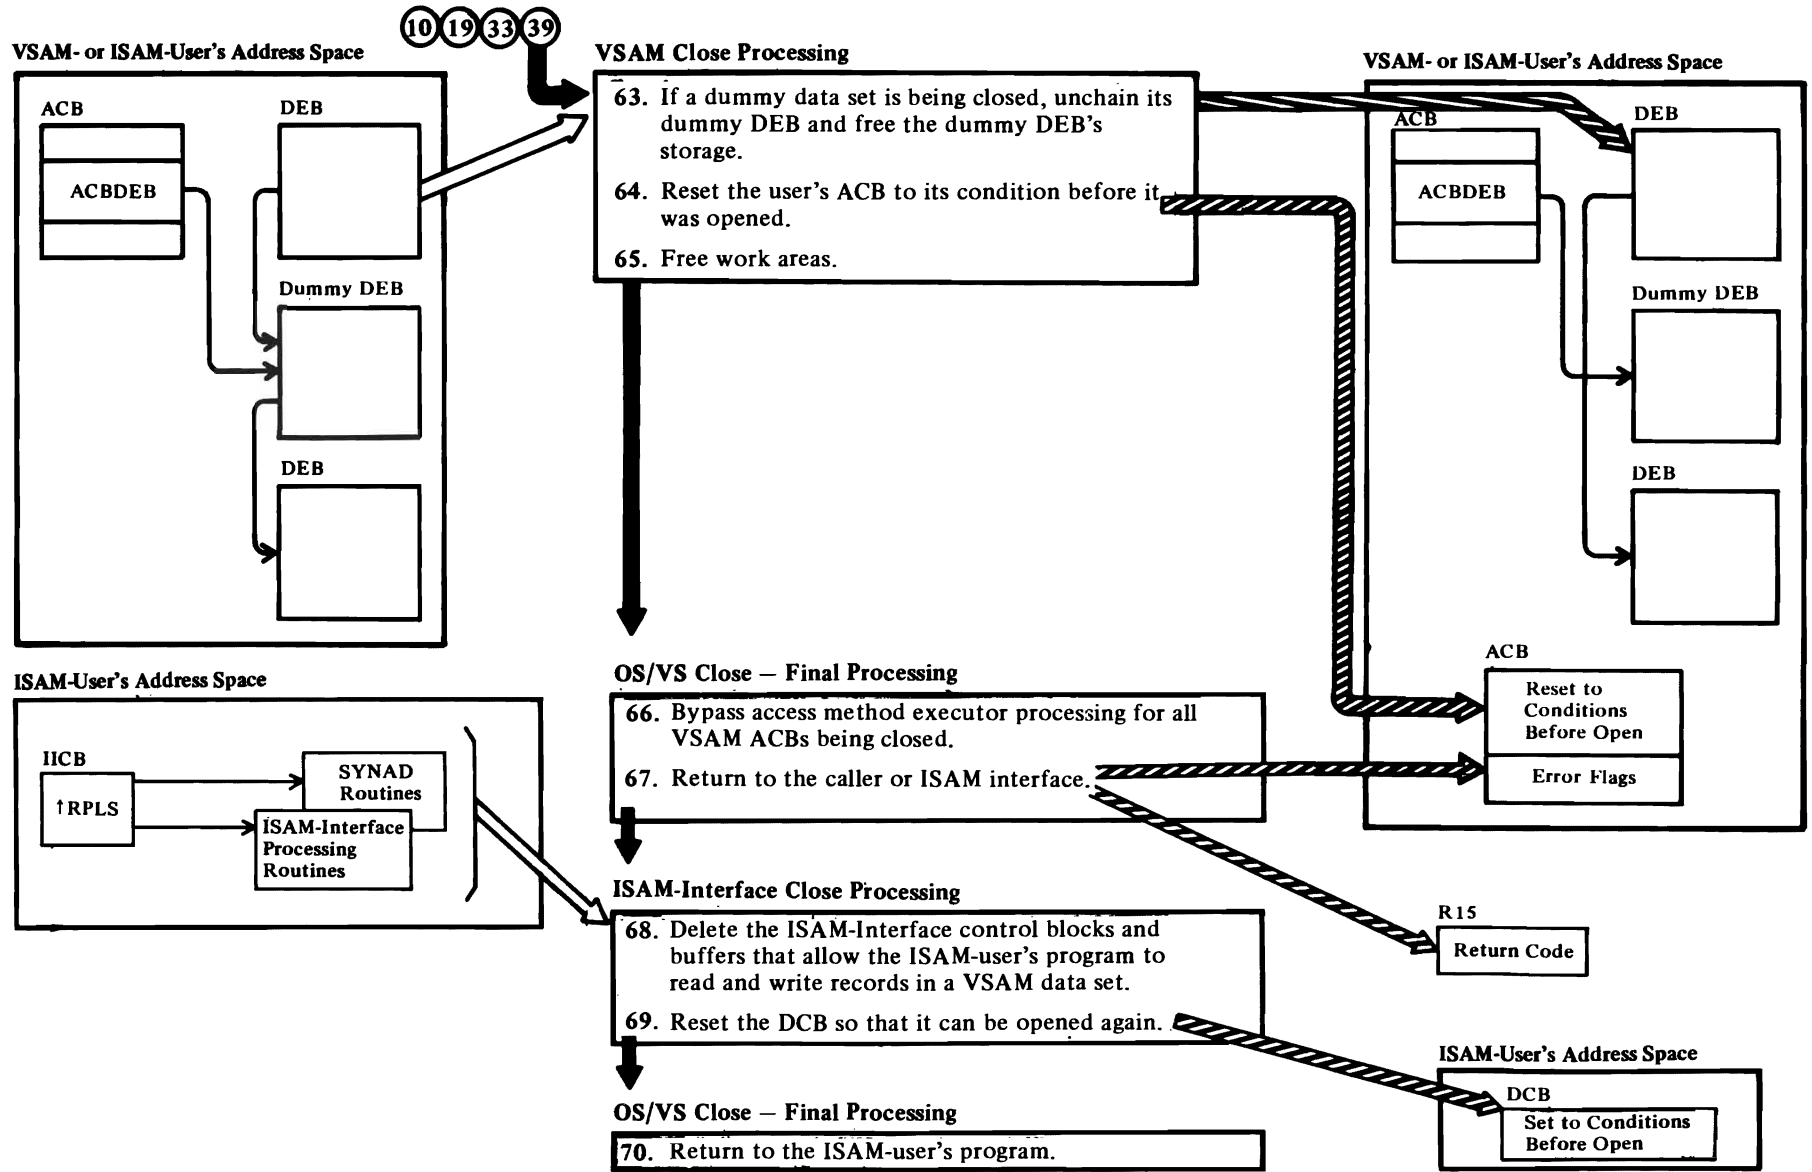 10 19 33 39
VSAM- or ISAM-User's Address Space
ACB
DEB
ACBDEB
Dummy DEB
DEB
VSAM Close Processing
63. If a dummy data set is being closed, unchain its
dummy DEB and free the dummy DEB's
storage.
64. Reset the user's ACB to its condition before it
was opened.
65. Free work areas.
VSAM- or ISAM-User's Address Space
ACB
DEB
ACBDEB
Dummy DEB
DEB
ACB
Reset to
Conditions
Before Open
Error Flags
ISAM-User's Address Space
IICB
↑RPLS
SYNAD
Routines
ISAM-Interface
Processing
Routines
OS/VS Close — Final Processing
66. Bypass access method executor processing for all
VSAM ACBs being closed.
67. Return to the caller or ISAM interface.
R15
Return Code
ISAM-Interface Close Processing
68. Delete the ISAM-Interface control blocks and
buffers that allow the ISAM-user's program to
read and write records in a VSAM data set.
69. Reset the DCB so that it can be opened again.
ISAM-User's Address Space
DCB
Set to Conditions
Before Open
OS/VS Close — Final Processing
70. Return to the ISAM-user's program.